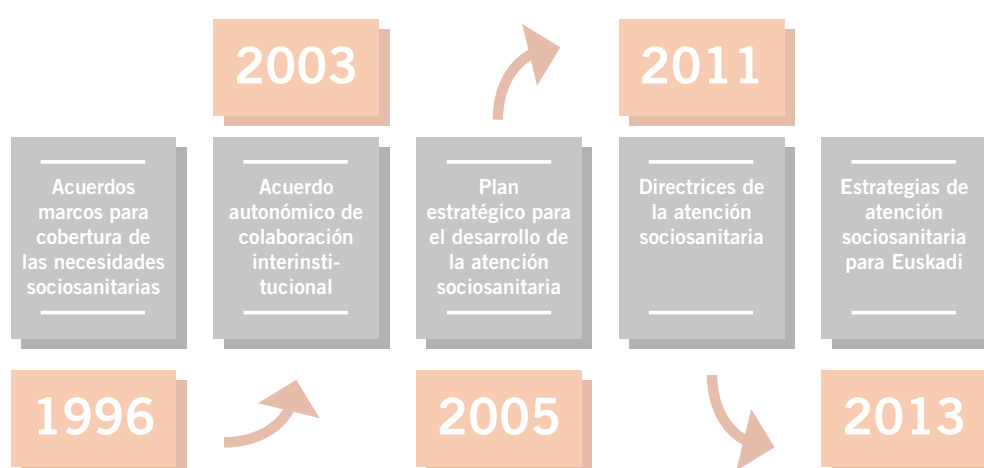 2003
2011
Acuerdos
marcos para
cobertura de
las necesidades
sociosanitarias
Acuerdo
autonómico de
colaboración
interinsti-
tucional
Plan
estratégico para
el desarrollo de
la atención
sociosanitaria
Directrices de
la atención
sociosanitaria
Estrategias de
atención
sociosanitaria
para Euskadi
1996
2005
2013